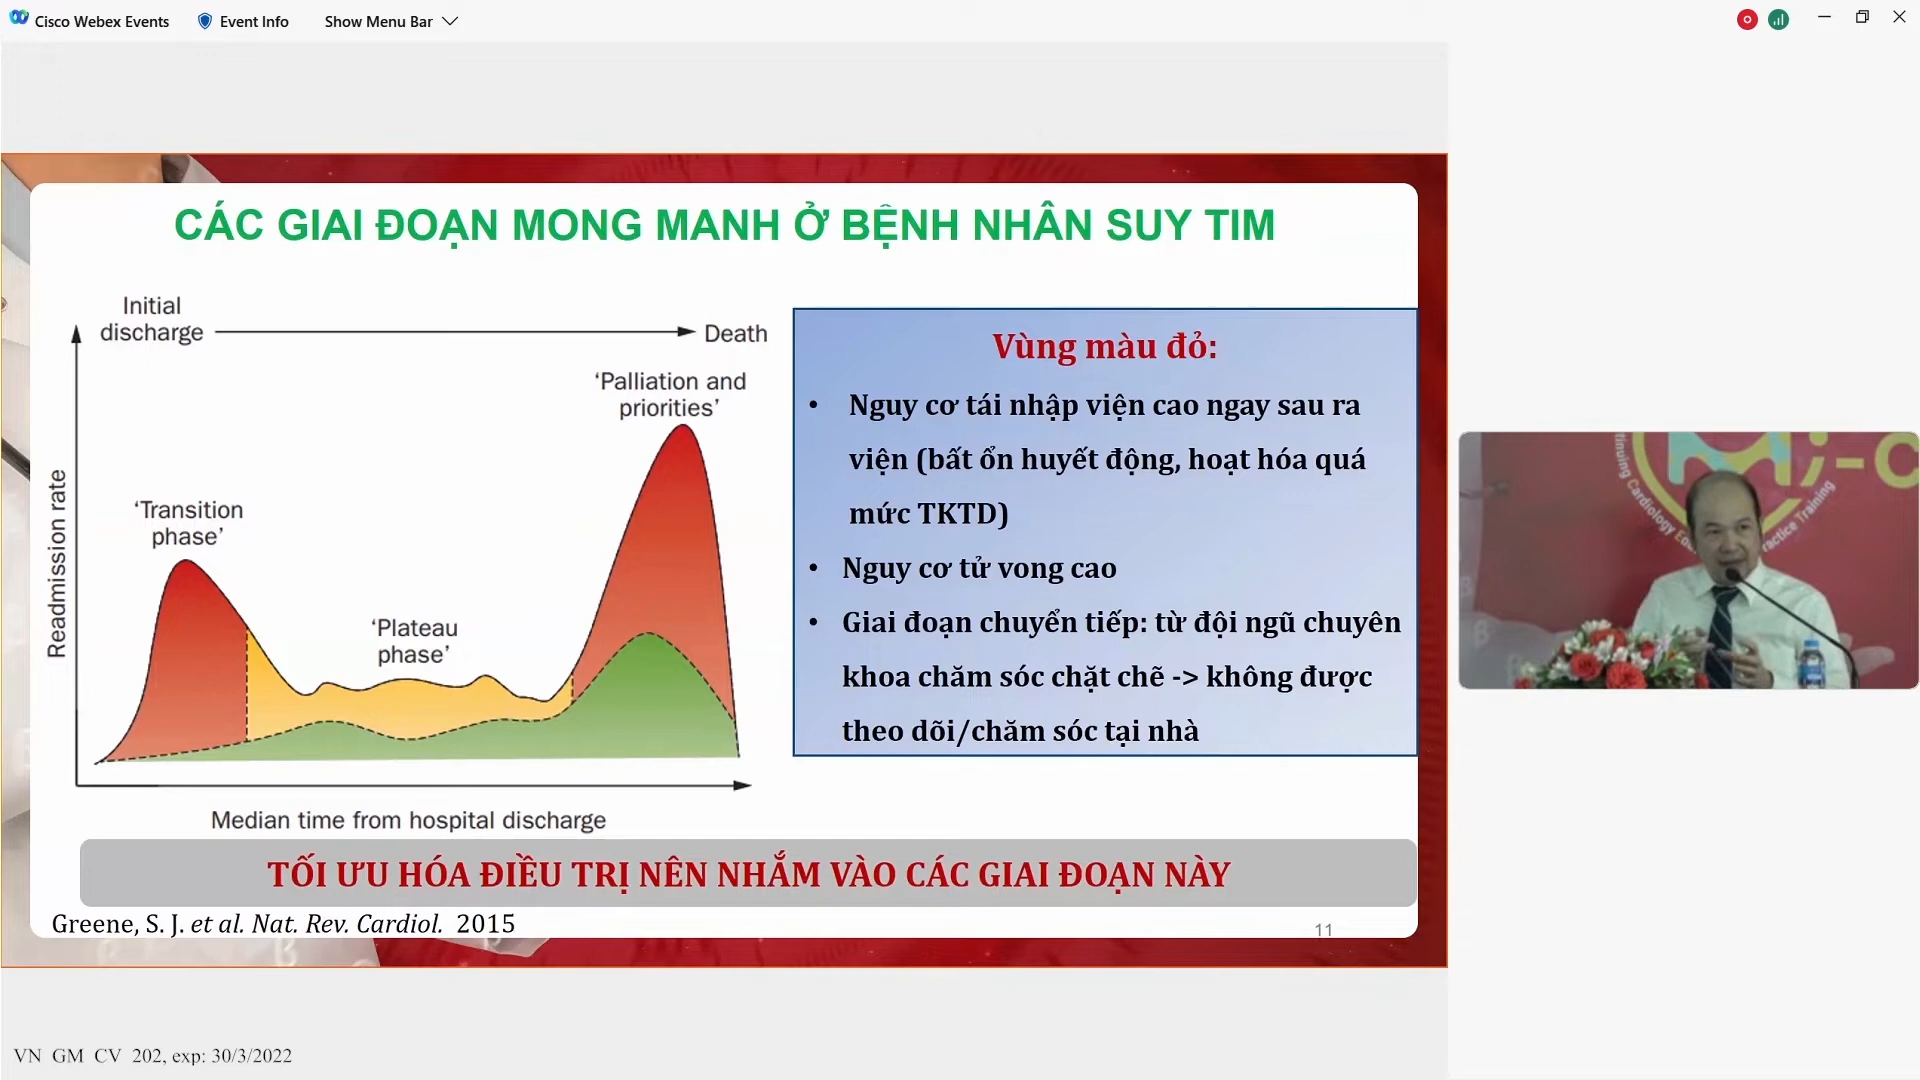 Cisco Webex Events
Event Info
Show Menu Bar
CÁC GIAI ĐOẠN MONG MANH Ở BỆNH NHÂN SUY TIM
Initial
discharge
Death
‘Palliation and
priorities’
‘Transition
phase’
‘Plateau
phase’
Readmission rate
Median time from hospital discharge
Vùng màu đỏ:
• Nguy cơ tái nhập viện cao ngay sau ra
viện (bất ổn huyết động, hoạt hóa quá
mức TKTD)
• Nguy cơ tử vong cao
• Giai đoạn chuyển tiếp: từ đội ngũ chuyên
khoa chăm sóc chặt chẽ -> không được
theo dõi/chăm sóc tại nhà
TỐI ƯU HÓA ĐIỀU TRỊ NÊN NHẮM VÀO CÁC GIAI ĐOẠN NÀY
Greene, S. J. et al. Nat. Rev. Cardiol. 2015
11
VN GM CV 202, exp: 30/3/2022
Mi-C
Cardiology
Training